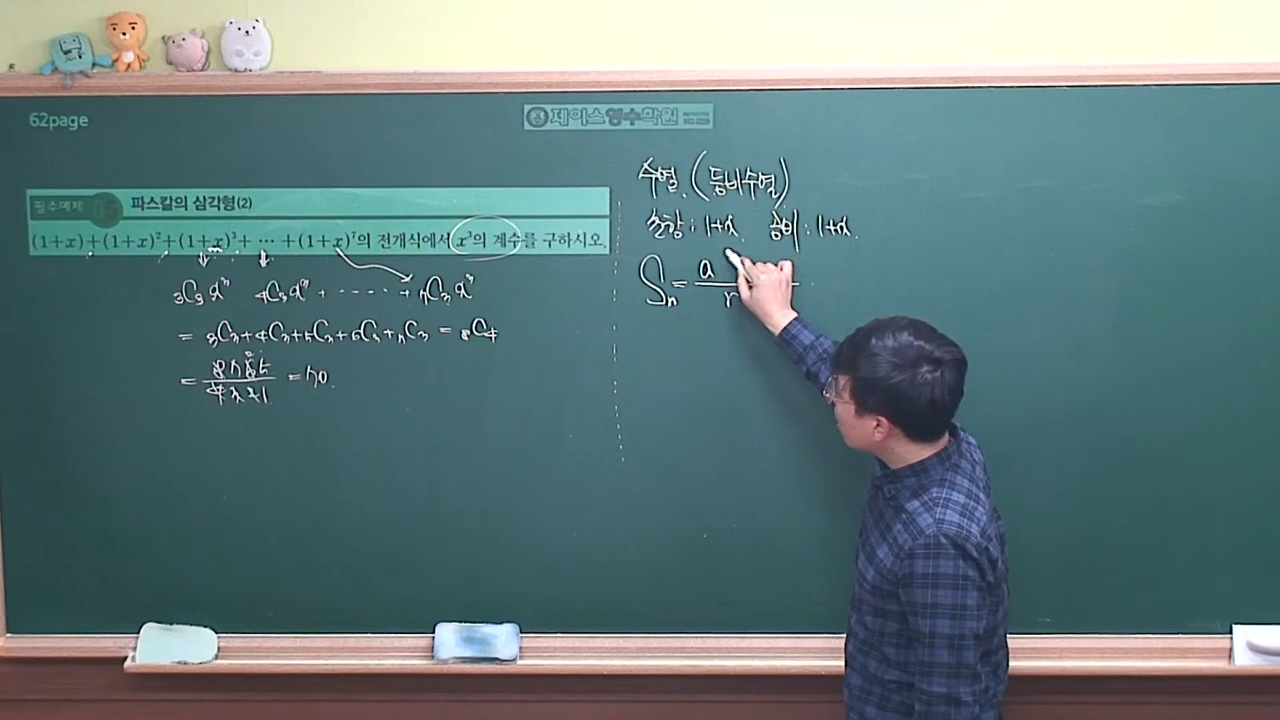 62page
제이스영수학원
필수예제 05 파스칼의 삼각형(2)
(1+x)+(1+x)²+(1+x)³+ ⋯ +(1+x)⁷의 전개식에서 x³의 계수를 구하시오.
₃C₃x³ ₄C₃x³ + ····· + ₇C₃x³
= ₃C₃+₄C₃+₅C₃+₆C₃+₇C₃ = ₈C₄
= = 70.
수열. (등비수열)
초항 : 1+x. 공비 : 1+x.
Sₙ = a
r